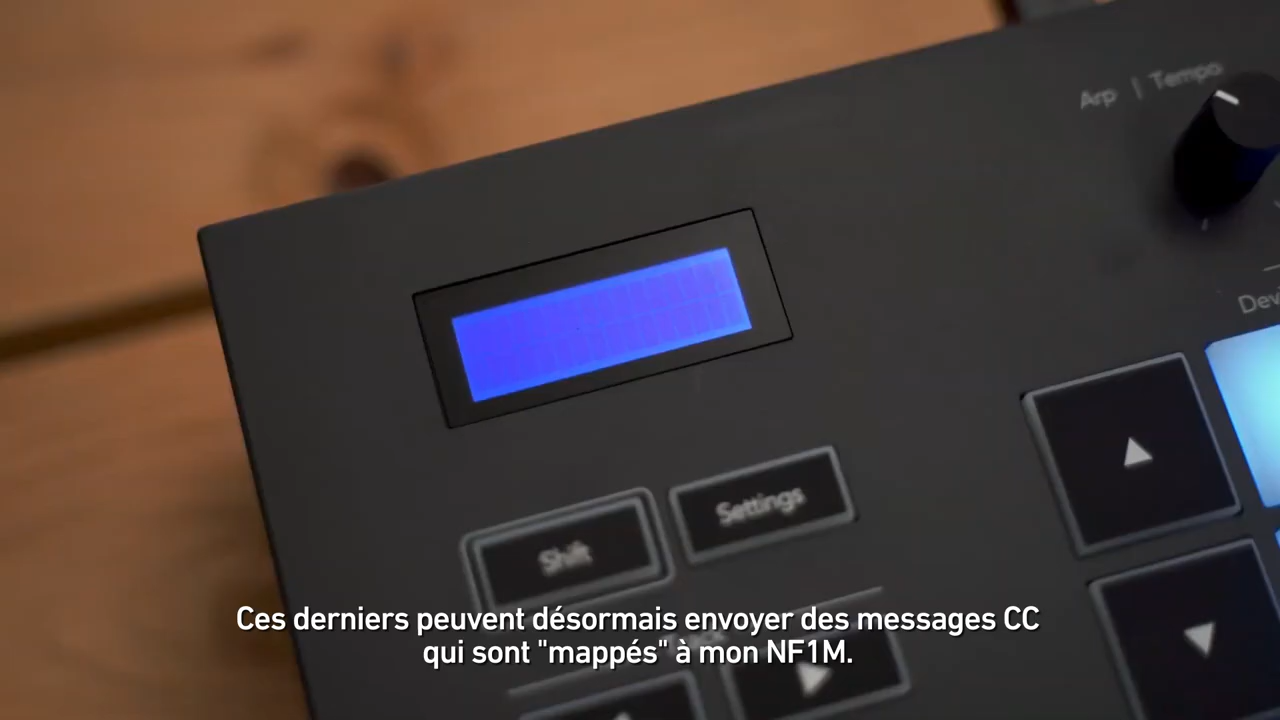 Arp | Tempo
Settings
Shift
Ces derniers peuvent désormais envoyer des messages CC
qui sont "mappés" à mon NF1M.